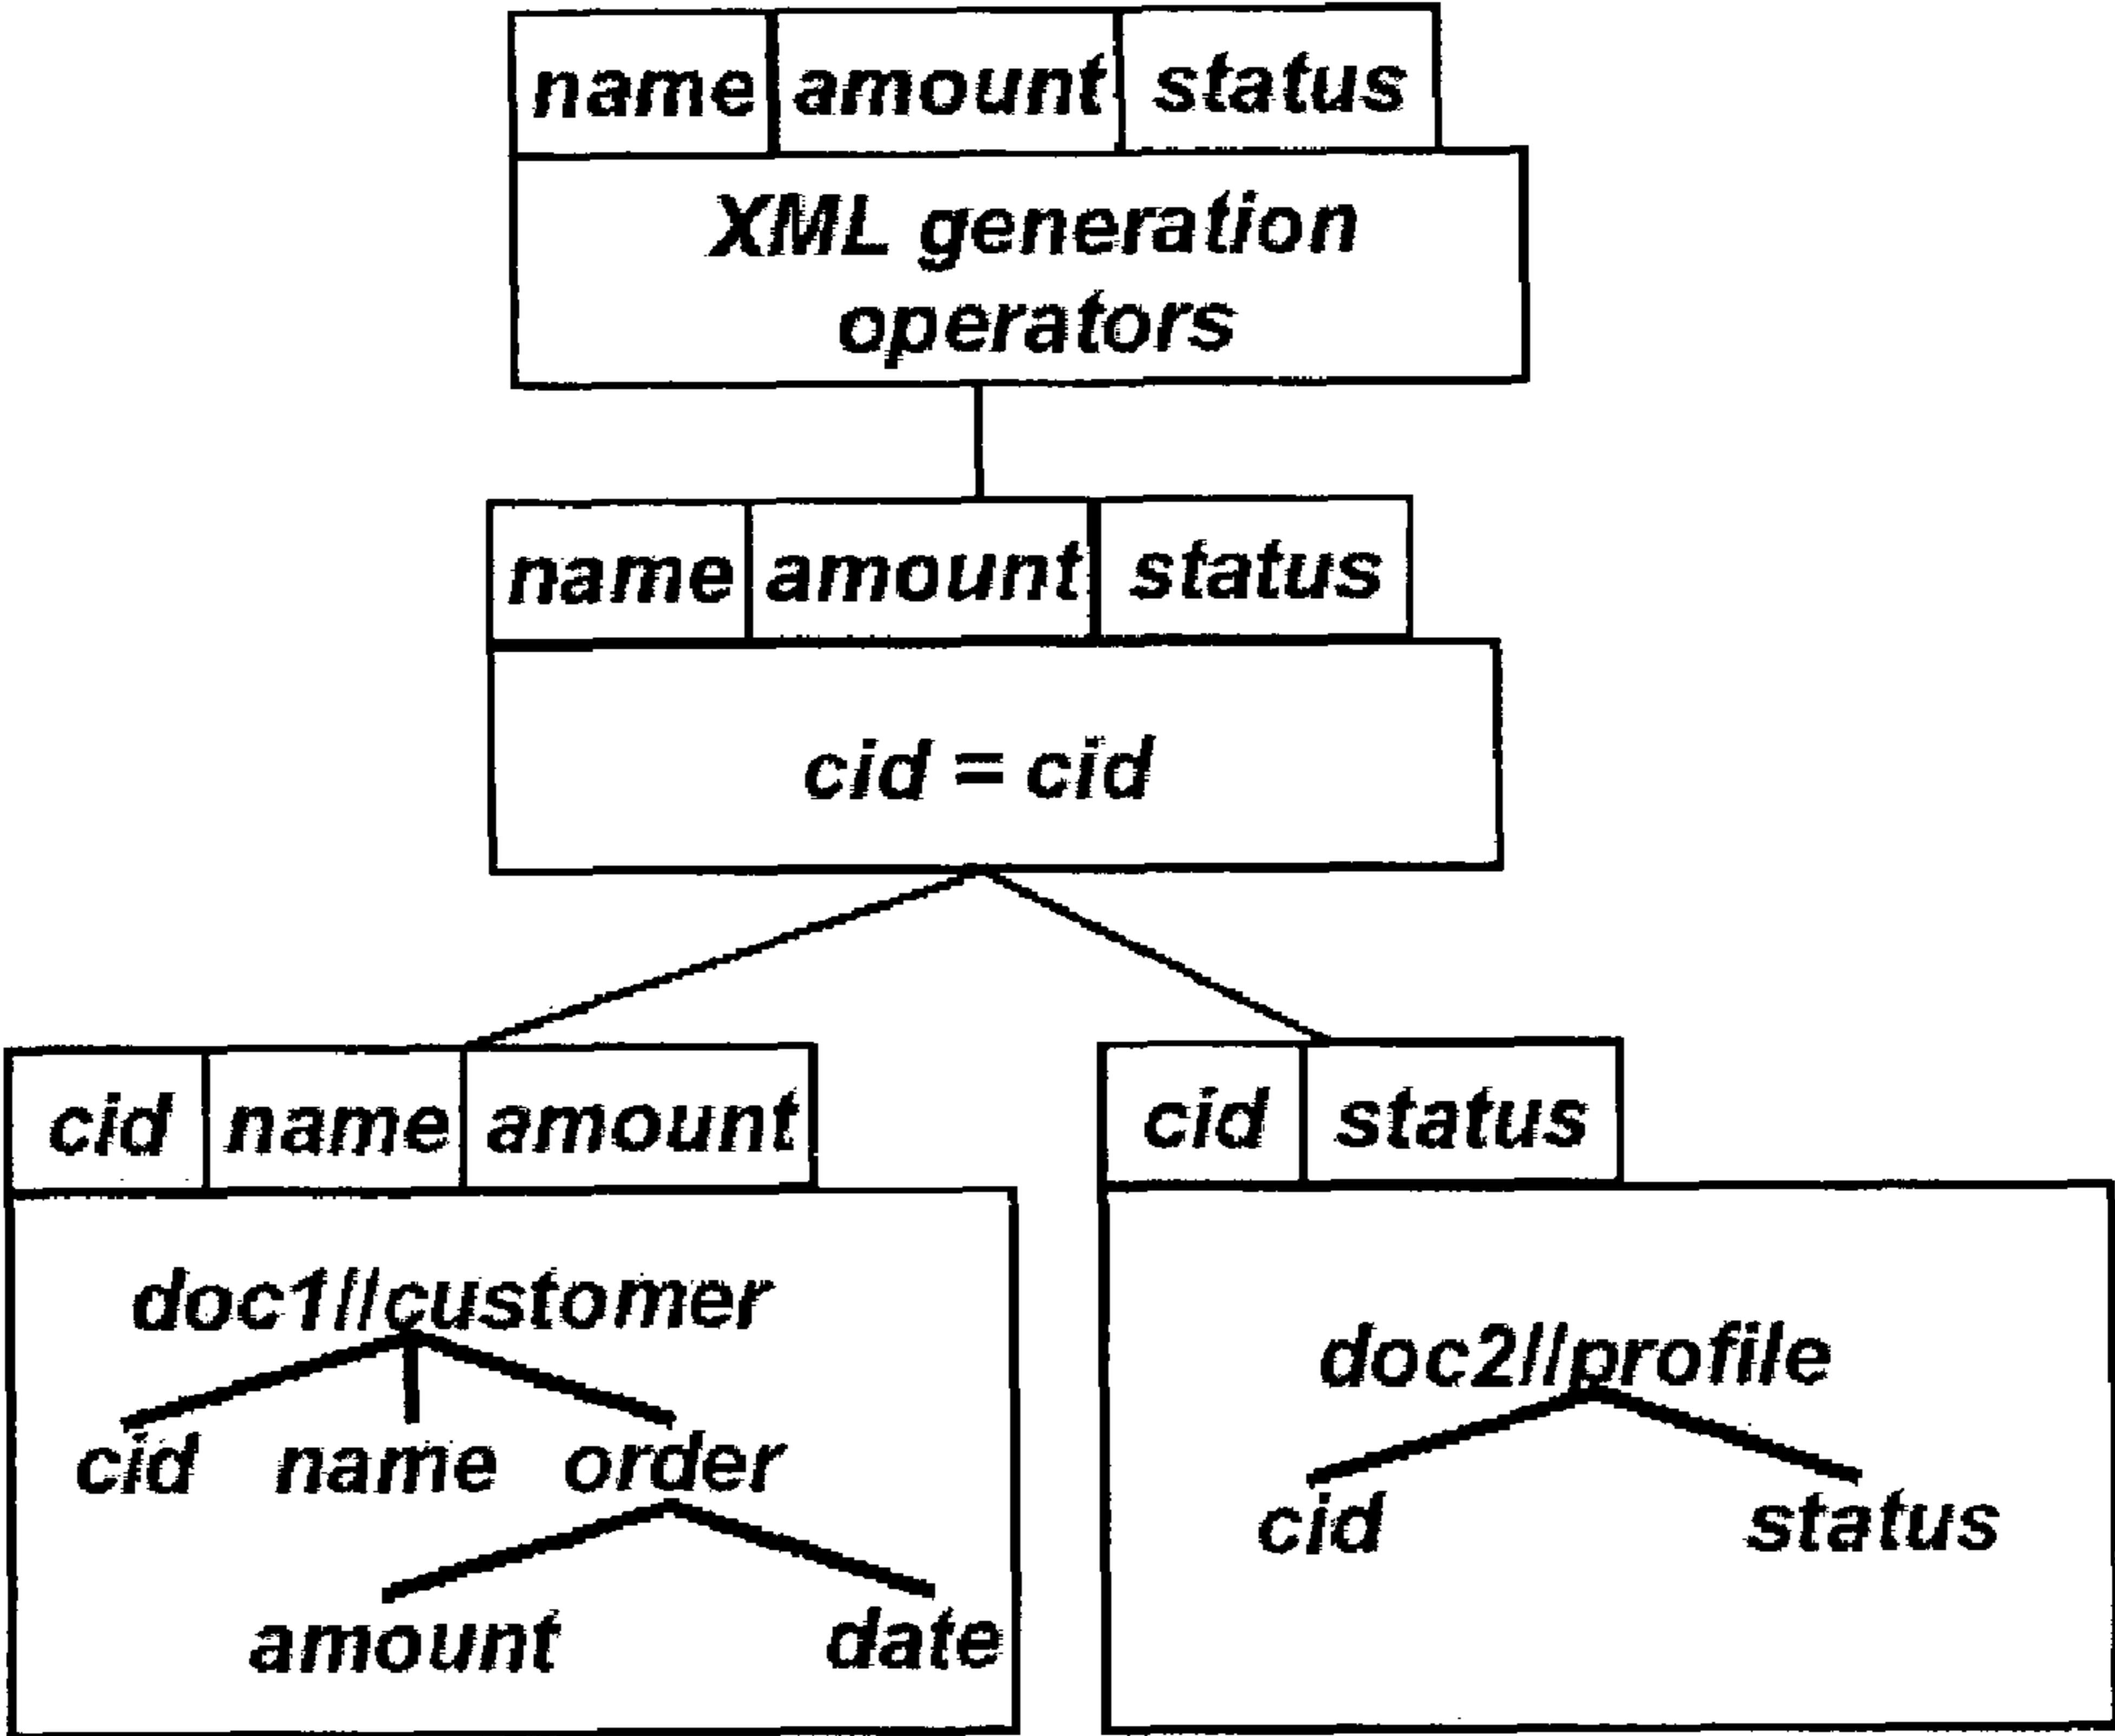 name amount status
XML generation
operators
name amount status
cid = cid
cid name amount
cid status
doc1//customer
doc2//profile
cid name order
cid status
amount date